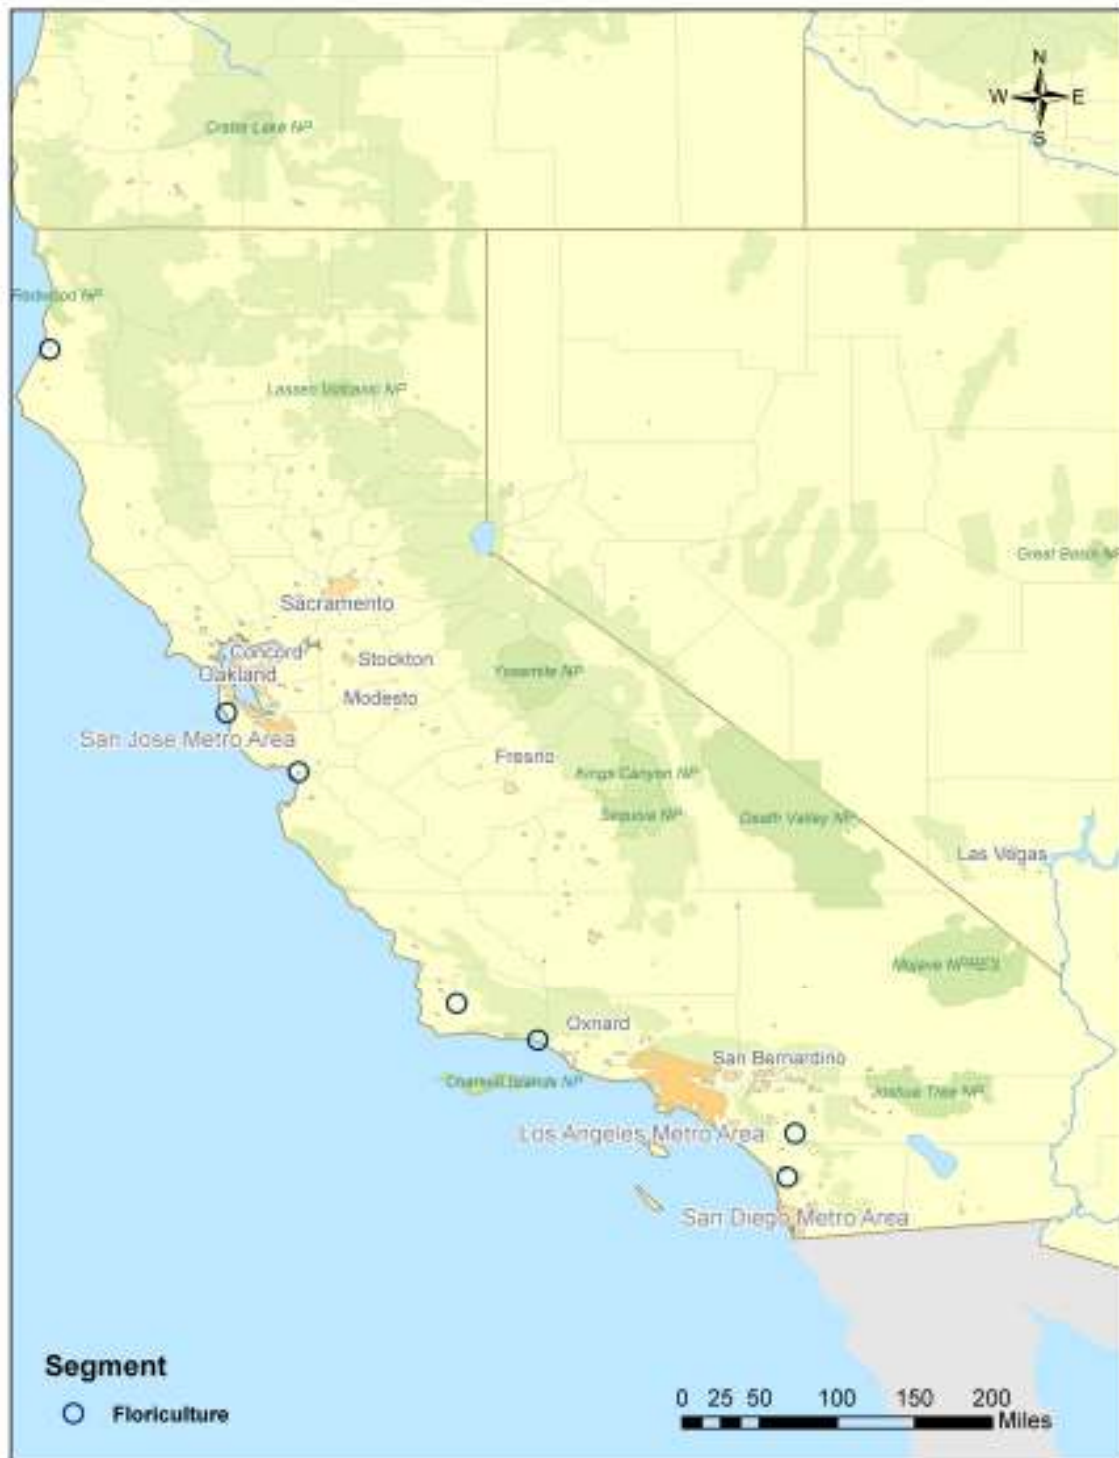 N
W E
S
Crater Lake NP
Redwood NP
Lassen Volcanic NP
Great Basin NP
Sacramento
Concord
Stockton
Oakland
Yosemite NP
Modesto
San Jose Metro Area
Fresno
Kings Canyon NP
Sequoia NP
Death Valley NP
Las Vegas
Mojave NPRES
Oxnard
San Bernardino
Channel Islands NP
Joshua Tree NP
Los Angeles Metro Area
San Diego Metro Area
Segment
Floriculture
0 25 50 100 150 200
Miles